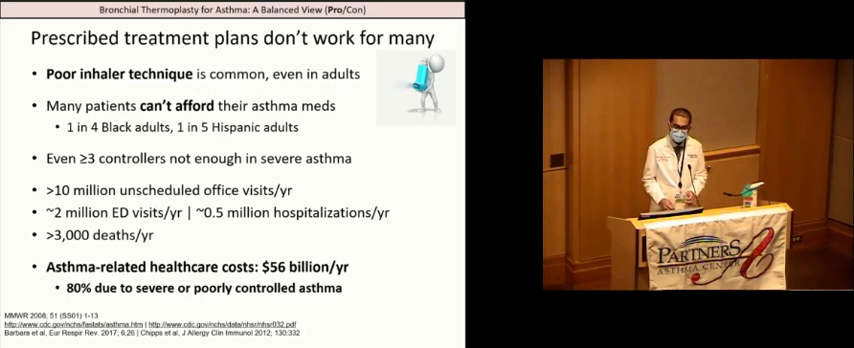 Bronchial Thermoplasty for Asthma: A Balanced View (Pro/Con)
Prescribed treatment plans don't work for many
• Poor inhaler technique is common, even in adults
• Many patients can't afford their asthma meds
• 1 in 4 Black adults, 1 in 5 Hispanic adults
• Even ≥3 controllers not enough in severe asthma
• >10 million unscheduled office visits/yr
• ~2 million ED visits/yr | ~0.5 million hospitalizations/yr
• >3,000 deaths/yr
• Asthma-related healthcare costs: $56 billion/yr
• 80% due to severe or poorly controlled asthma
MMWR 2008; 51 (SS01) 1-13
http://www.cdc.gov/nchs/fastats/asthma.htm | http://www.cdc.gov/nchs/data/nhsr/nhsr032.pdf
Barbara et al, Eur Respir Rev. 2017; 6;26 | Chipps et al, J Allergy Clin Immunol 2012; 130:332
PARTNERS
ASTHMA CENTER